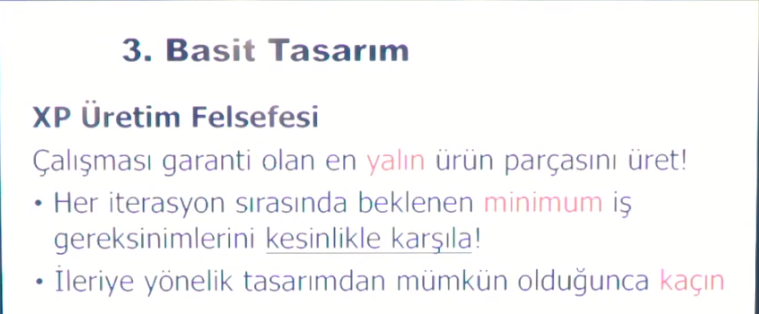 3. Basit Tasarım
XP Üretim Felsefesi
Çalışması garanti olan en yalın ürün parçasını üret!
• Her iterasyon sırasında beklenen minimum iş
gereksinimlerini kesinlikle karşıla!
• İleriye yönelik tasarımdan mümkün olduğunca kaçın